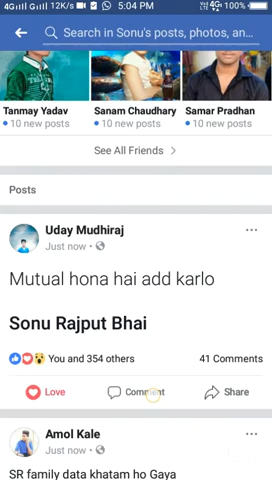 4G 4G 12K/s 5:04 PM 4G 100%
Search in Sonu's posts, photos, an...
Tanmay Yadav Sanam Chaudhary Samar Pradhan
10 new posts 10 new posts 10 new posts
See All Friends
Posts
Uday Mudhiraj
Just now
Mutual hona hai add karlo
Sonu Rajput Bhai
You and 354 others 41 Comments
Love Comment Share
Amol Kale
Just now
SR family data khatam ho Gaya